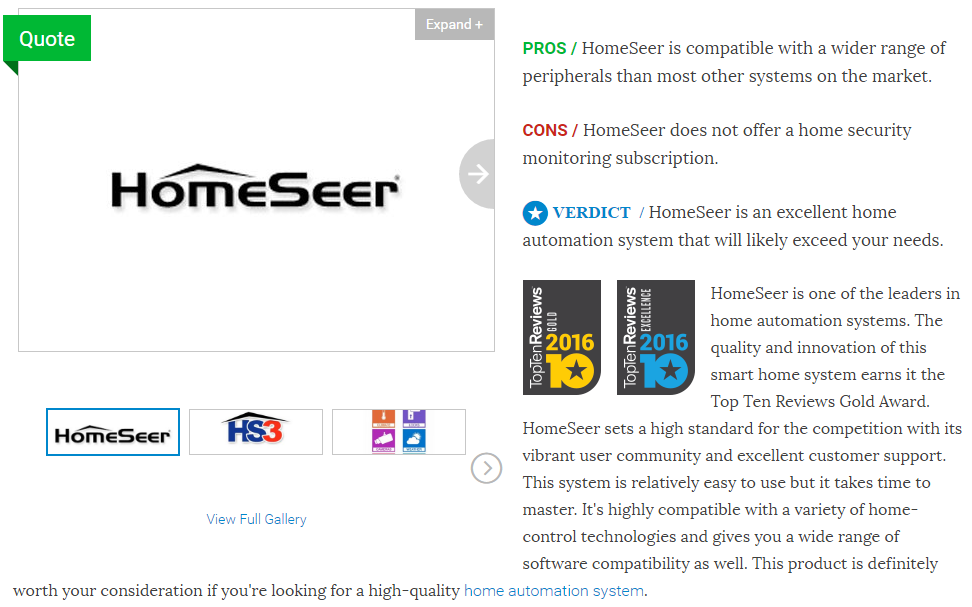 Quote
Expand +
HomeSeer®
HomeSeer
HS3
View Full Gallery
PROS / HomeSeer is compatible with a wider range of
peripherals than most other systems on the market.
CONS / HomeSeer does not offer a home security
monitoring subscription.
VERDICT / HomeSeer is an excellent home
automation system that will likely exceed your needs.
TopTenReviews
GOLD
2016
10
TopTenReviews
EXCELLENCE
2016
10
HomeSeer is one of the leaders in
home automation systems. The
quality and innovation of this
smart home system earns it the
Top Ten Reviews Gold Award.
HomeSeer sets a high standard for the competition with its
vibrant user community and excellent customer support.
This system is relatively easy to use but it takes time to
master. It's highly compatible with a variety of home-
control technologies and gives you a wide range of
software compatibility as well. This product is definitely
worth your consideration if you're looking for a high-quality home automation system.